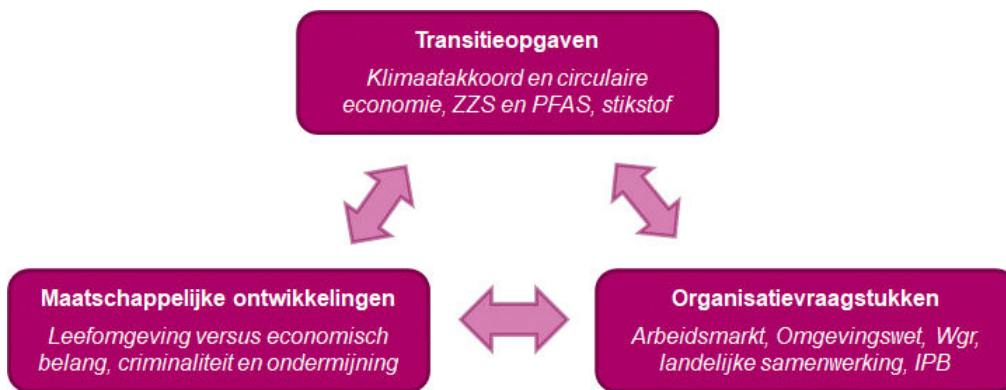 Transitieopgaven
Klimaatakkoord en circulaire
economie, ZZS en PFAS, stikstof
Maatschappelijke ontwikkelingen
Leefomgeving versus economisch
belang, criminaliteit en ondermijning
Organisatievraagstukken
Arbeidsmarkt, Omgevingswet, Wgr,
landelijke samenwerking, IPB